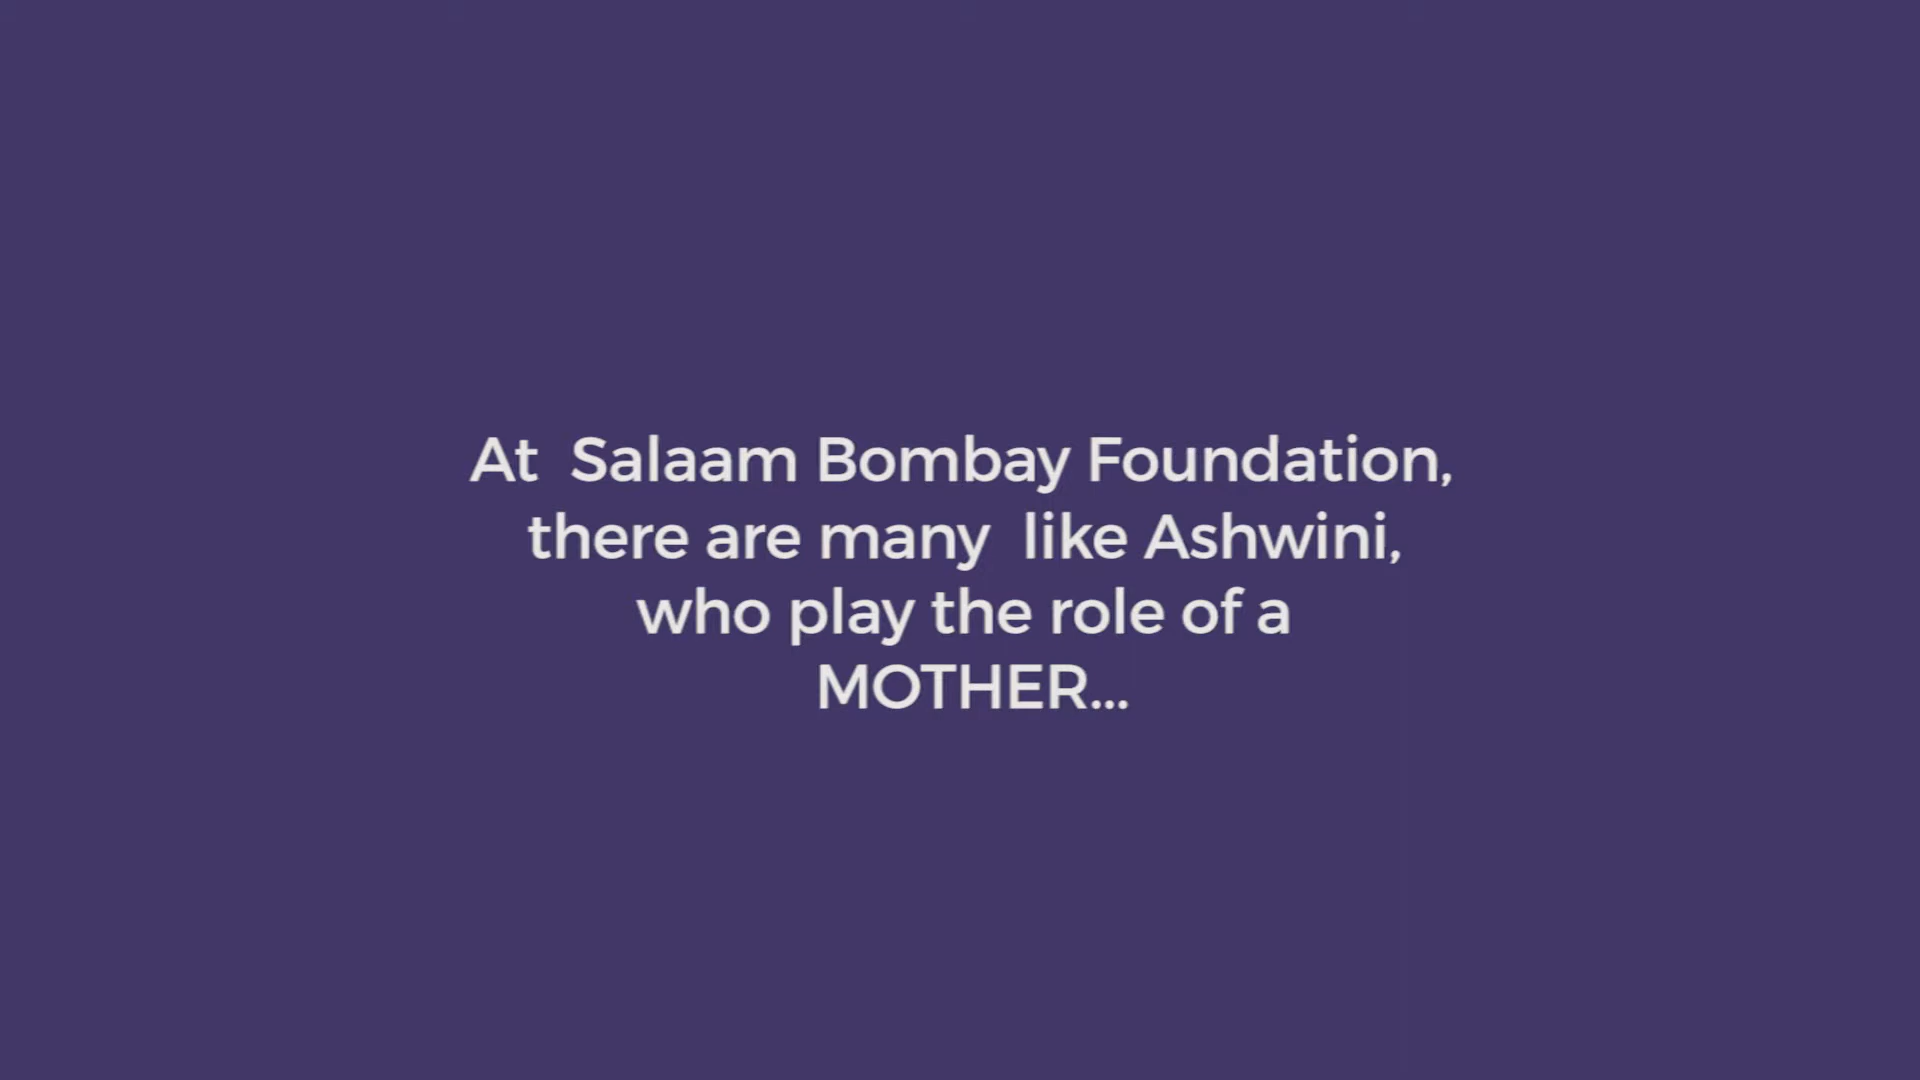 At  Salaam Bombay Foundation,
there are many  like Ashwini,
who play the role of a
MOTHER...